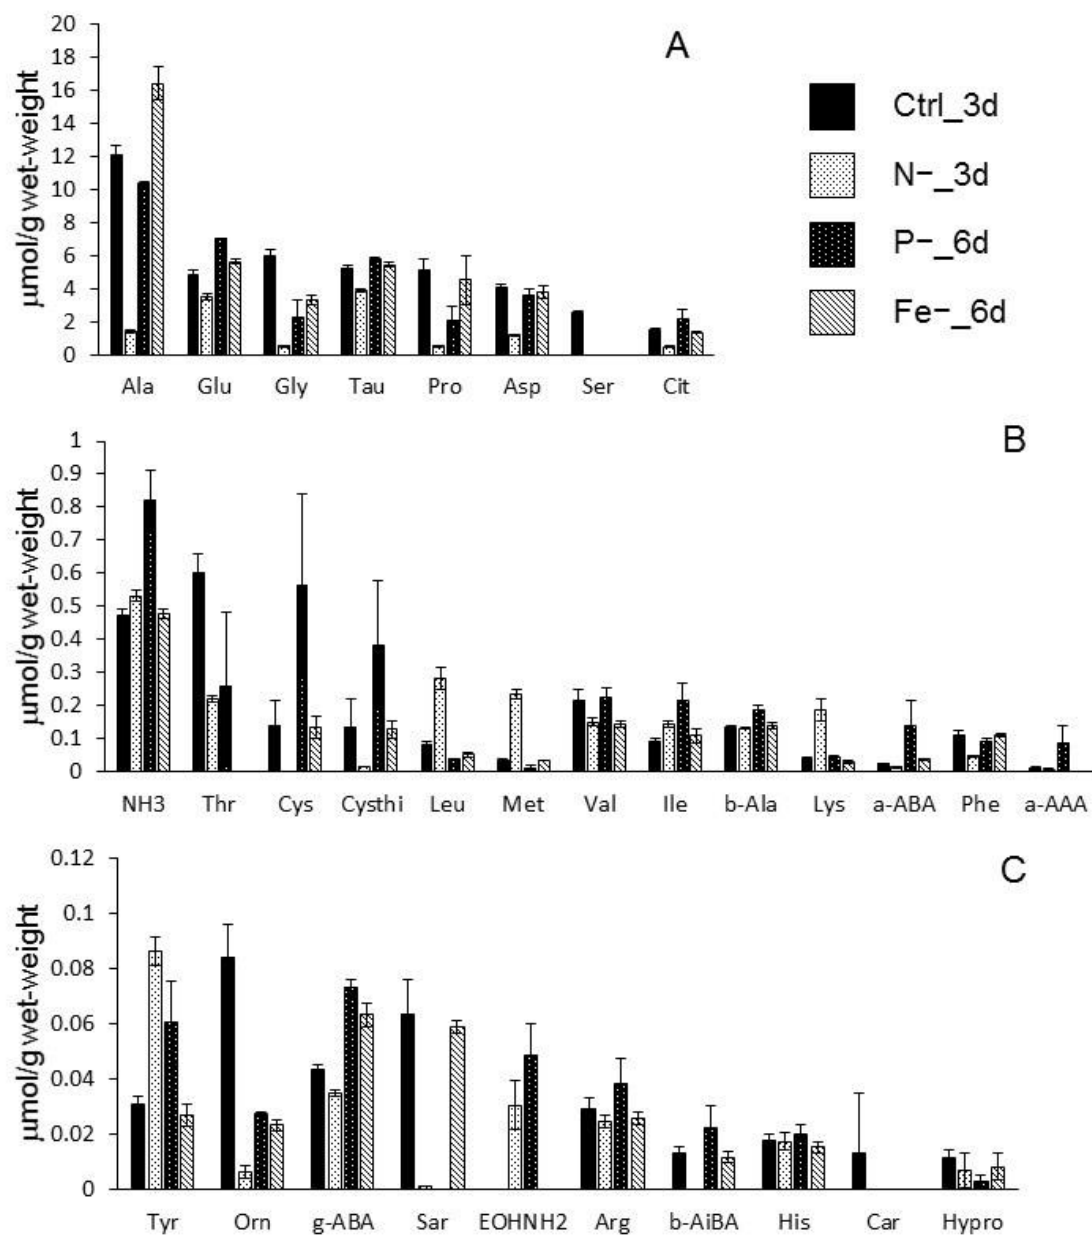 20
18
16
14
12
10
8
6
4
2
0
μmol/g wet-weight
A
Ala Glu Gly Tau Pro Asp Ser Cit
Ctrl_3d
N−_3d
P−_6d
Fe−_6d
1
0.9
0.8
0.7
0.6
0.5
0.4
0.3
0.2
0.1
0
μmol/g wet-weight
B
NH3 Thr Cys Cysthi Leu Met Val Ile b-Ala Lys a-ABA Phe a-AAA
0.12
0.1
0.08
0.06
0.04
0.02
0
μmol/g wet-weight
C
Tyr Orn g-ABA Sar EOHNH2 Arg b-AiBA His Car Hypro